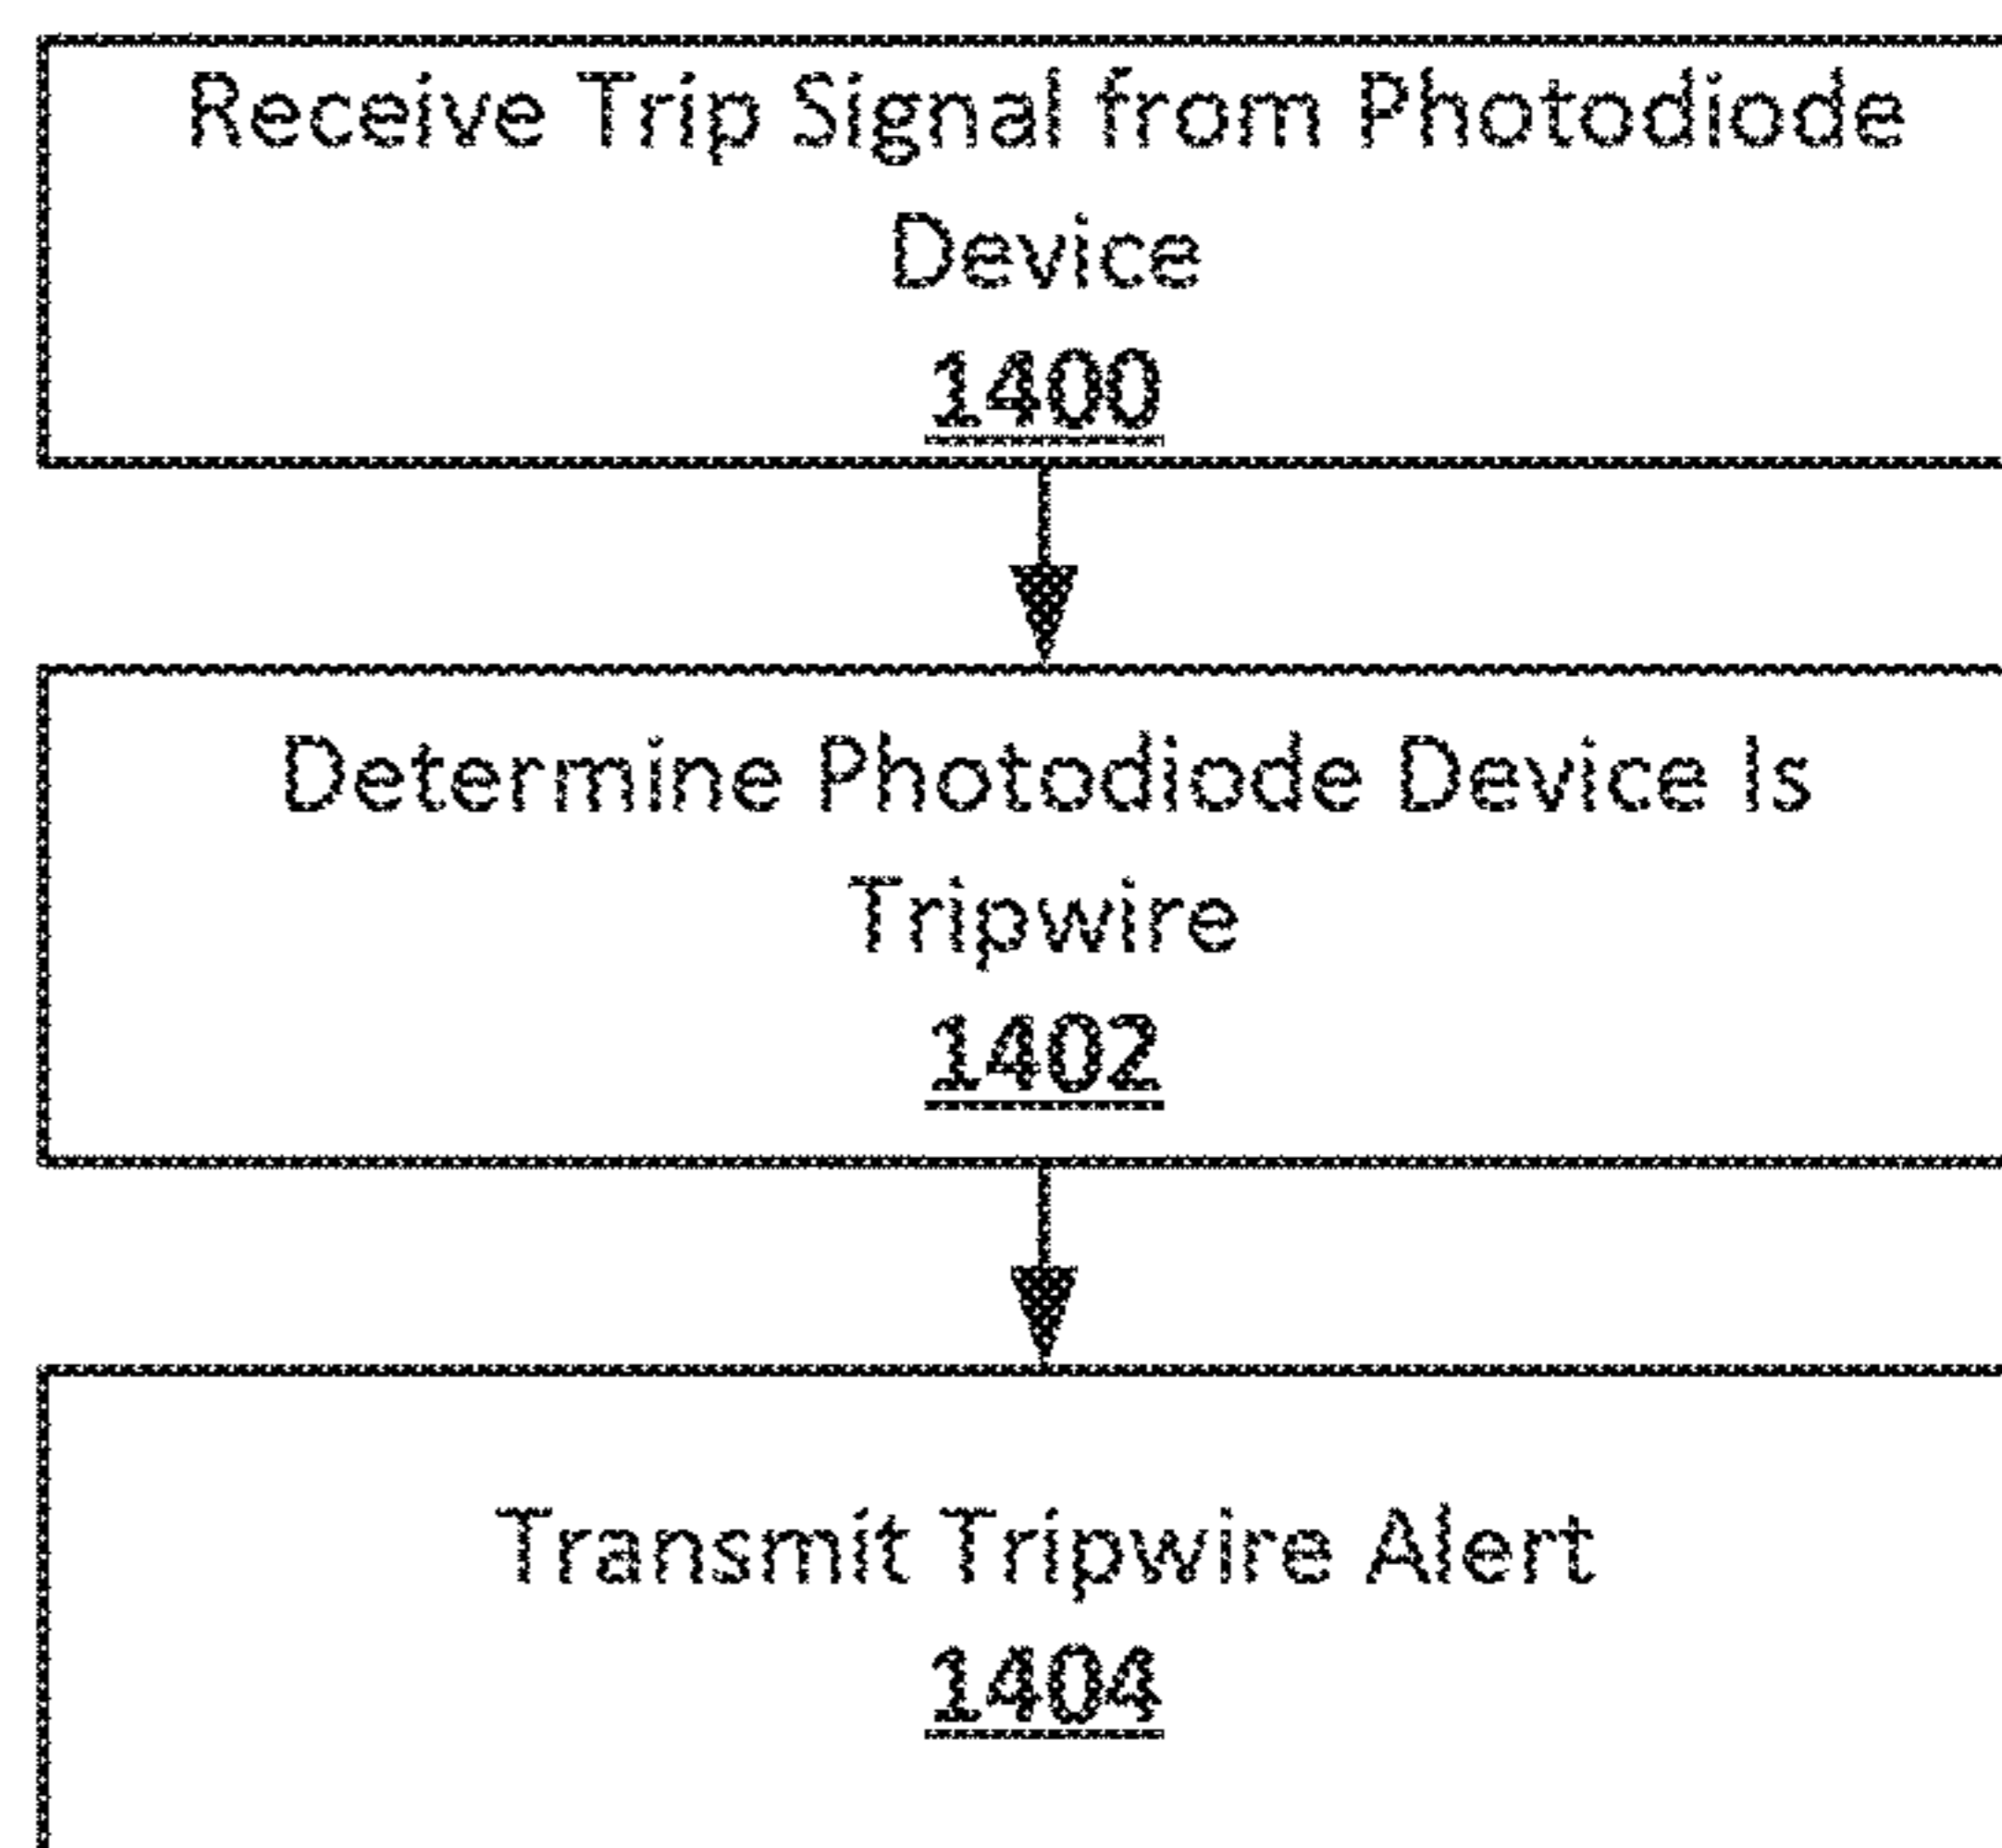 Receive Trip Signal from Photodiode
Device
1400
Determine Photodiode Device Is
Tripwire
1402
Transmit Tripwire Alert
1404